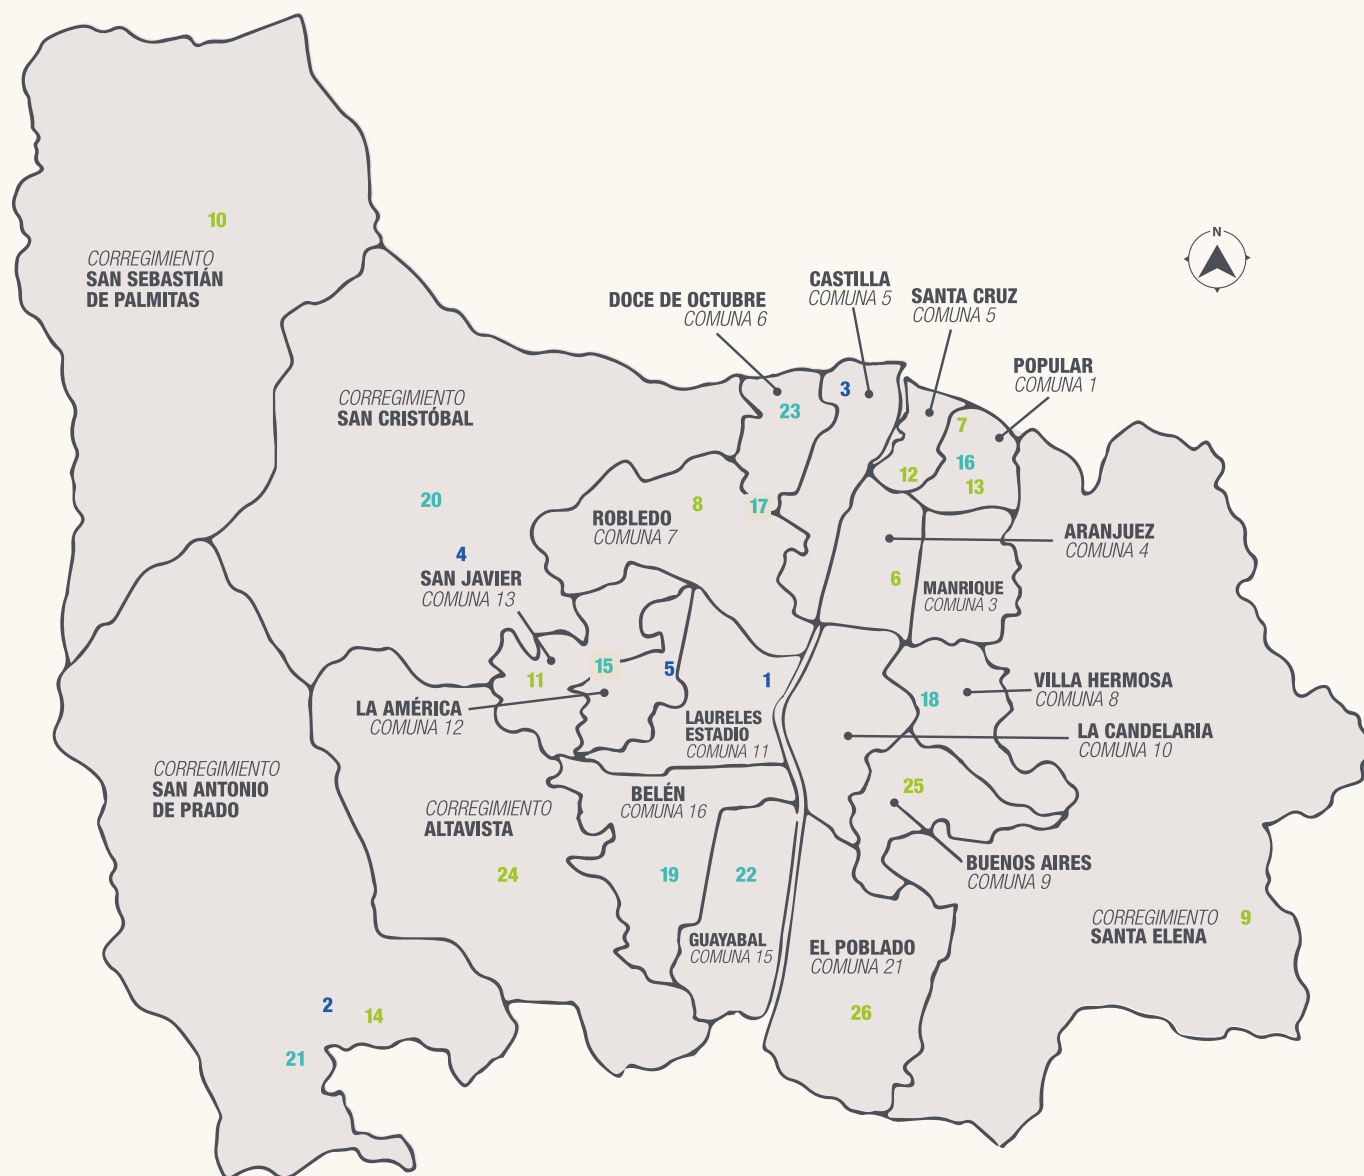 10
CORREGIMIENTO
SAN SEBASTIÁN
DE PALMITAS
N
CASTILLA
COMUNA 5
DOCE DE OCTUBRE
COMUNA 6
SANTA CRUZ
COMUNA 5
POPULAR
COMUNA 1
3
23
7
CORREGIMIENTO
SAN CRISTÓBAL
16
12
13
20
8
17
ROBLEDO
COMUNA 7
ARANJUEZ
COMUNA 4
4
SAN JAVIER
COMUNA 13
6
MANRIQUE
COMUNA 3
15
5
1
11
VILLA HERMOSA
COMUNA 8
18
LA AMÉRICA
COMUNA 12
LAURELES
ESTADIO
COMUNA 11
LA CANDELARIA
COMUNA 10
CORREGIMIENTO
SAN ANTONIO
DE PRADO
25
BELÉN
COMUNA 16
CORREGIMIENTO
ALTAVISTA
BUENOS AIRES
COMUNA 9
24
19
22
CORREGIMIENTO
SANTA ELENA
9
GUAYABAL
COMUNA 15
EL POBLADO
COMUNA 21
2
14
26
21